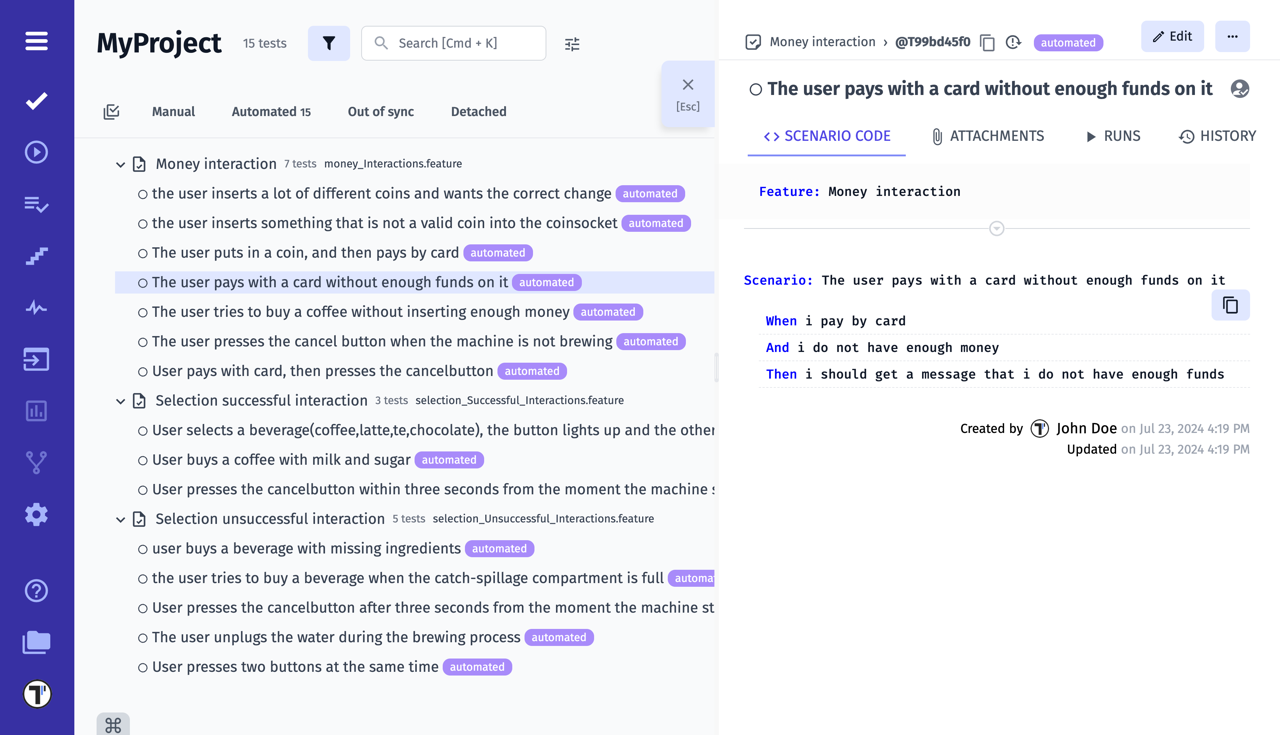 MyProject 15 tests Search [Cmd + K]
[Esc]
Manual Automated 15 Out of sync Detached
Money interaction 7 tests money_Interactions.feature
the user inserts a lot of different coins and wants the correct change automated
the user inserts something that is not a valid coin into the coinsocket automated
The user puts in a coin, and then pays by card automated
The user pays with a card without enough funds on it automated
The user tries to buy a coffee without inserting enough money automated
The user presses the cancel button when the machine is not brewing automated
User pays with card, then presses the cancelbutton automated
Selection successful interaction 3 tests selection_Successful_Interactions.feature
User selects a beverage(coffee,latte,te,chocolate), the button lights up and the other
User buys a coffee with milk and sugar automated
User presses the cancelbutton within three seconds from the moment the machine s
Selection unsuccessful interaction 5 tests selection_Unsuccessful_Interactions.feature
user buys a beverage with missing ingredients automated
the user tries to buy a beverage when the catch-spillage compartment is full automa
User presses the cancelbutton after three seconds from the moment the machine st
The user unplugs the water during the brewing process automated
User presses two buttons at the same time automated
Money interaction › @T99bd45f0 automated Edit ...
The user pays with a card without enough funds on it
SCENARIO CODE ATTACHMENTS RUNS HISTORY
Feature: Money interaction
Scenario: The user pays with a card without enough funds on it
When i pay by card
And i do not have enough money
Then i should get a message that i do not have enough funds
Created by T John Doe on Jul 23, 2024 4:19 PM
Updated on Jul 23, 2024 4:19 PM